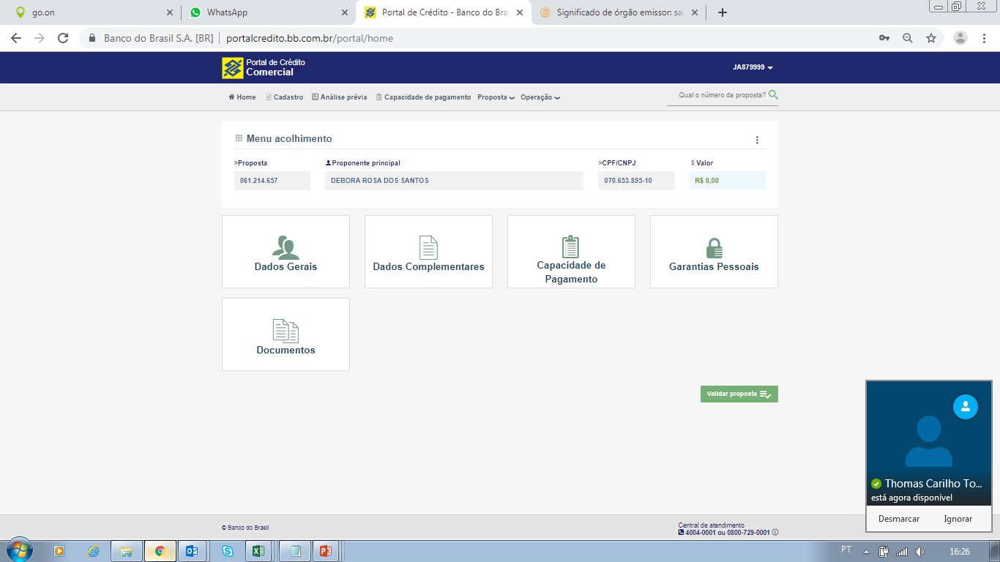 go.on
WhatsApp
Portal de Crédito - Banco do Bras
Significado de órgão emissor: sai
Banco do Brasil S.A. [BR] portalcredito.bb.com.br/portal/home
Portal de Crédito
Comercial
JA879999
Home Cadastro Análise prévia Capacidade de pagamento Proposta Operação
Qual o número da proposta?
Menu acolhimento
»Proposta Proponente principal »CPF/CNPJ $ Valor
061.214.657 DEBORA ROSA DOS SANTOS 070.653.895-10 R$ 0,00
Dados Gerais
Dados Complementares
Capacidade de
Pagamento
Garantias Pessoais
Documentos
Validar proposta
Thomas Carilho To...
está agora disponível
Desmarcar Ignorar
© Banco do Brasil
Central de atendimento
4004-0001 ou 0800-729-0001
PT 16:26